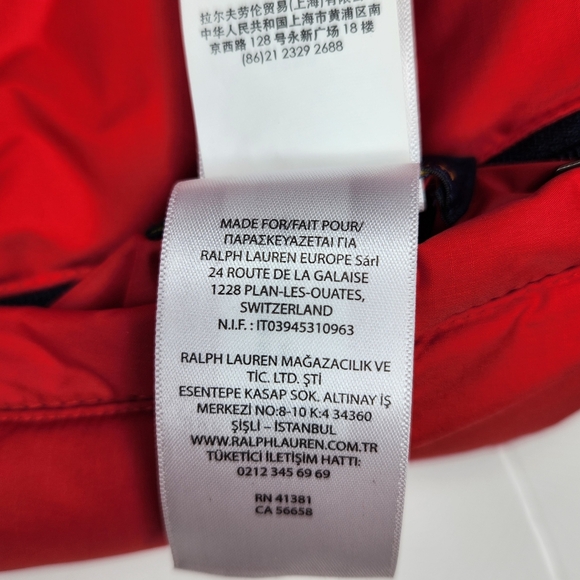 拉尔夫劳伦贸易(上海)有限公司
中华人民共和国上海市黄浦区南
京西路 128 号永新广场 18 楼
(86)21 2329 2688
MADE FOR/FAIT POUR/
ΠΑΡΑΣΚΕΥΑΖΕΤΑΙ ΓΙΑ
RALPH LAUREN EUROPE Sárl
24 ROUTE DE LA GALAISE
1228 PLAN-LES-OUATES,
SWITZERLAND
N.I.F. : IT03945310963
RALPH LAUREN MAĞAZACILIK VE
TİC. LTD. ŞTİ
ESENTEPE KASAP SOK. ALTINAY İŞ
MERKEZİ NO:8-10 K:4 34360
ŞİŞLİ – İSTANBUL
WWW.RALPHLAUREN.COM.TR
TÜKETİCİ İLETİŞİM HATTI:
0212 345 69 69
RN 41381
CA 56658